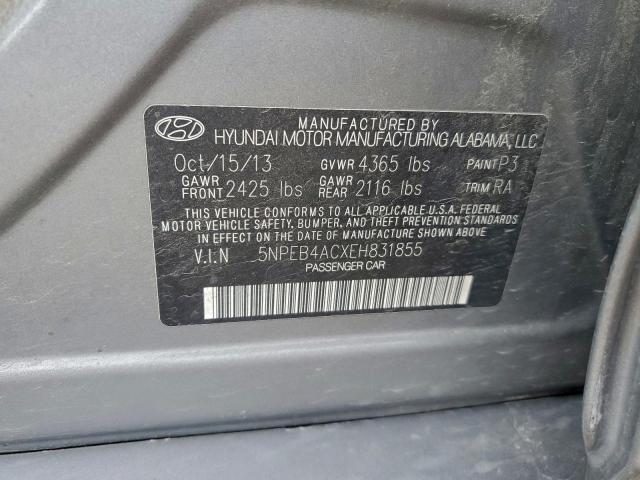 MANUFACTURED BY
HYUNDAI MOTOR MANUFACTURING ALABAMA, LLC
Oct/15/13 GVWR 4365 lbs PAINT P3
GAWR FRONT 2425 lbs GAWR REAR 2116 lbs TRIM RA
THIS VEHICLE CONFORMS TO ALL APPLICABLE U.S.A. FEDERAL
MOTOR VEHICLE SAFETY, BUMPER, AND THEFT PREVENTION STANDARDS
IN EFFECT ON THE DATE OF MANUFACTURE SHOWN ABOVE.
V.I.N 5NPEB4ACXEH831855
PASSENGER CAR